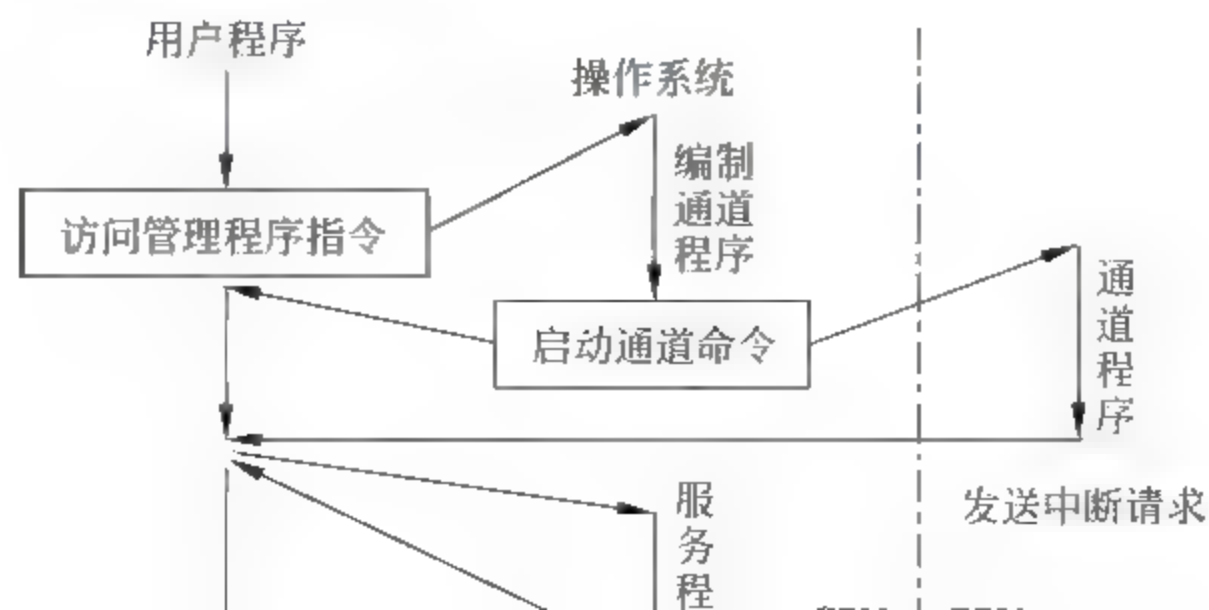 用户程序
操作系统
编制
通道
程序
访问管理程序指令
启动通道命令
通道程序
发送中断请求
服务程